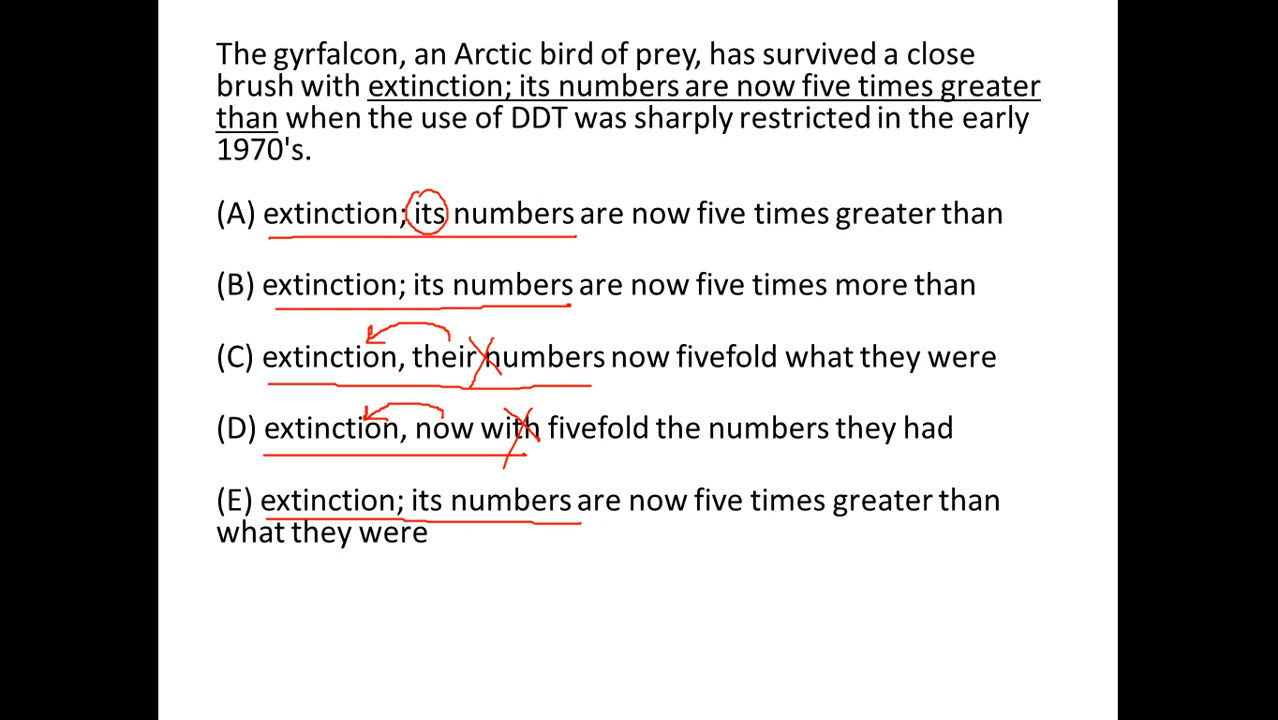 The gyrfalcon, an Arctic bird of prey, has survived a close
brush with extinction; its numbers are now five times greater
than when the use of DDT was sharply restricted in the early
1970's.
(A) extinction; its numbers are now five times greater than
(B) extinction; its numbers are now five times more than
(C) extinction, their numbers now fivefold what they were
(D) extinction, now with fivefold the numbers they had
(E) extinction; its numbers are now five times greater than
what they were